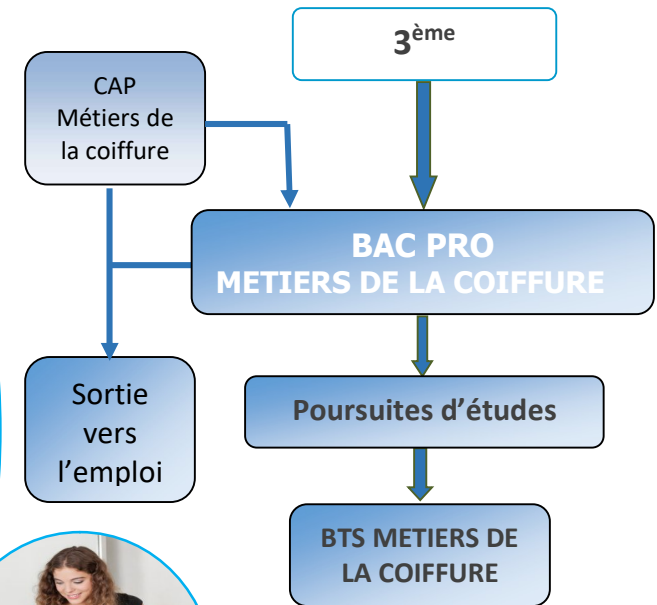 3ème
CAP
Métiers de
la coiffure
BAC PRO
METIERS DE LA COIFFURE
Sortie
vers
l’emploi
Poursuites d’études
BTS METIERS DE
LA COIFFURE